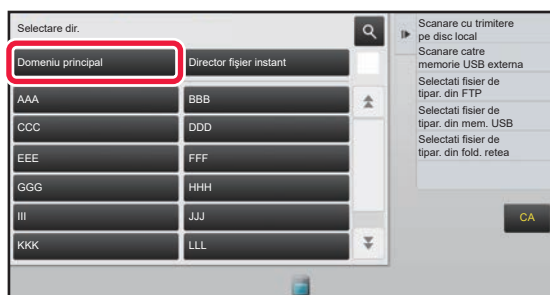 Selectare dir.
Domeniu principal
Director fişier instant
AAA
BBB
CCC
DDD
EEE
FFF
GGG
HHH
III
JJJ
KKK
LLL
Scanare cu trimitere
pe disc local
Scanare catre
memorie USB externa
Selectati fisier de
tipar. din FTP
Selectati fisier de
tipar. din mem. USB
Selectati fisier de
tipar. din fold. retea
CA